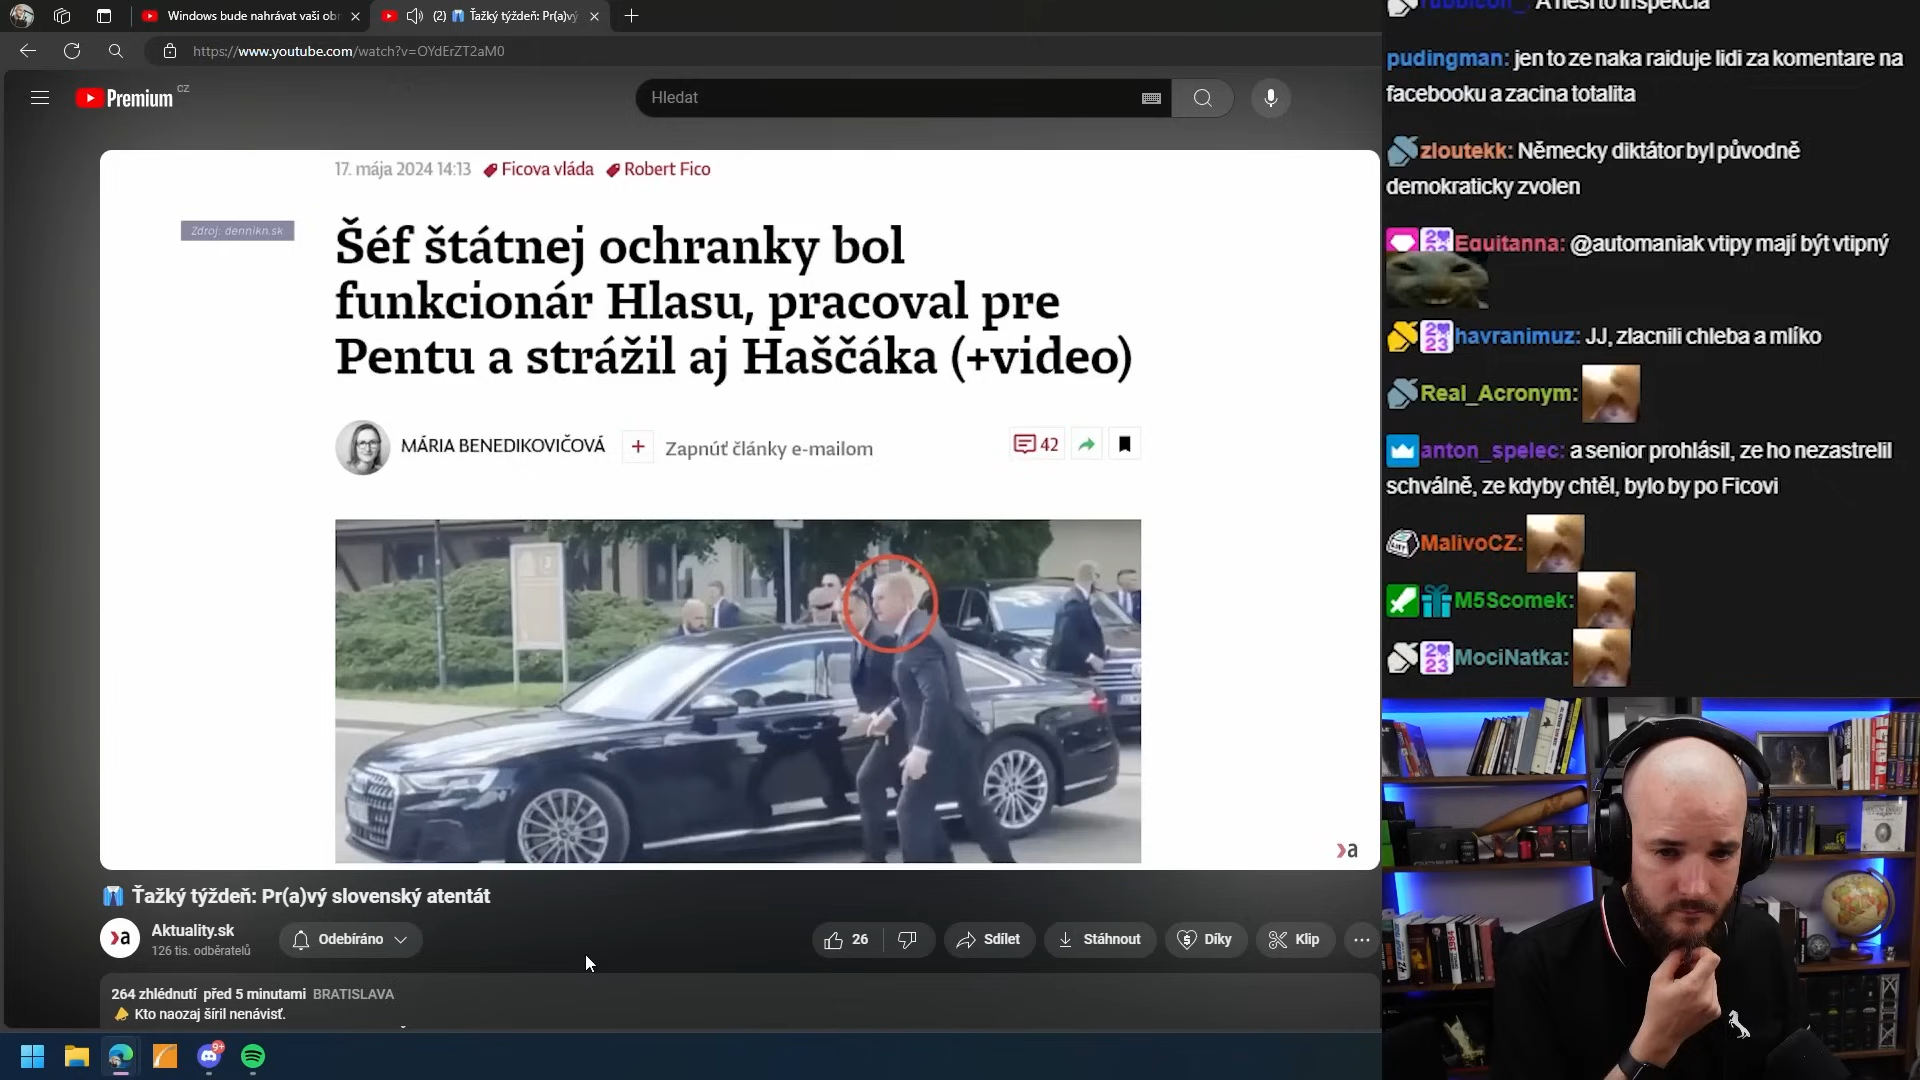 Windows bude nahrávat vaši obr
(2) Ťažký týždeň: Pr(a)vý
https://www.youtube.com/watch?v=OYdErZT2aM0
Premium CZ
Hledat
17. mája 2024 14:13 Ficova vláda Robert Fico
Zdroj: dennikn.sk
Šéf štátnej ochranky bol
funkcionár Hlasu, pracoval pre
Pentu a strážil aj Haščáka (+video)
MÁRIA BENEDIKOVIČOVÁ + Zapnúť články e-mailom 42
›a
Ťažký týždeň: Pr(a)vý slovenský atentát
›a
Aktuality.sk
126 tis. odběratelů
Odebíráno
26
Sdílet
Stáhnout
Díky
Klip
264 zhlédnutí před 5 minutami BRATISLAVA
Kto naozaj šíril nenávisť.
9+
pudingman: jen to ze naka raiduje lidi za komentare na
facebooku a zacina totalita
zloutekk: Německy diktátor byl původně
demokraticky zvolen
Equitanna: @automaniak vtipy mají být vtipný
havranimuz: JJ, zlacnili chleba a mlíko
Real_Acronym:
anton_spelec: a senior prohlásil, ze ho nezastrelil
schválně, ze kdyby chtěl, bylo by po Ficovi
MalivoCZ:
M5Scomek:
MociNatka: